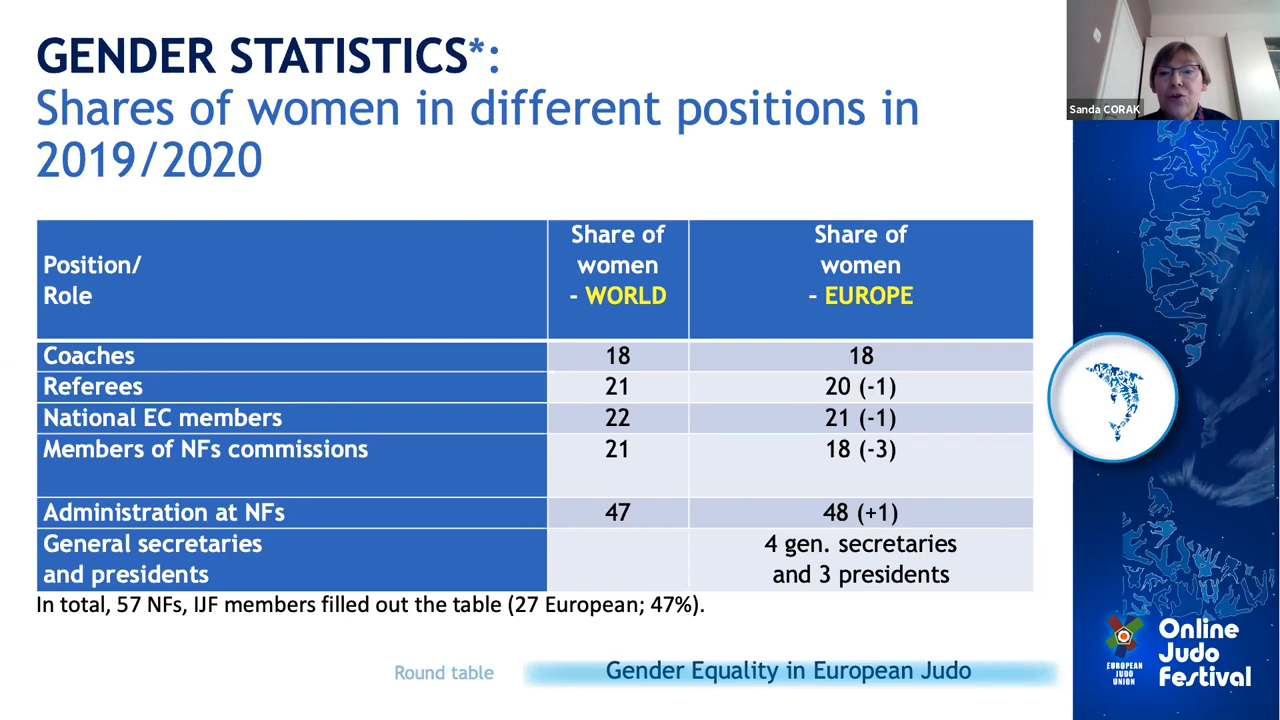 GENDER STATISTICS*:
Shares of women in different positions in
2019/2020
Sanda CORAK
Position/
Role
Share of
women
- WORLD
Share of
women
- EUROPE
Coaches 18 18
Referees 21 20 (-1)
National EC members 22 21 (-1)
Members of NFs commissions 21 18 (-3)
Administration at NFs 47 48 (+1)
General secretaries
and presidents
4 gen. secretaries
and 3 presidents
In total, 57 NFs, IJF members filled out the table (27 European; 47%).
Round table Gender Equality in European Judo
EUROPEAN
JUDO
UNION
Online
Judo
Festival